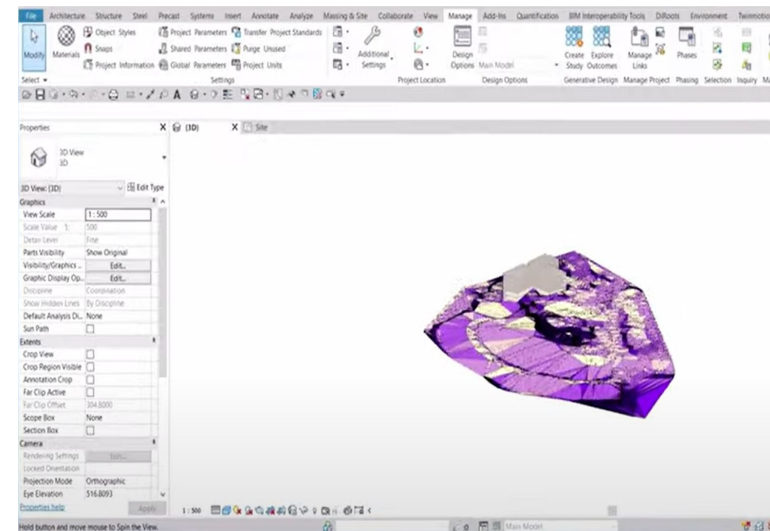 File Architecture Structure Steel Precast Systems Insert Annotate Analyze Massing & Site Collaborate View Manage Add-Ins Quantification BIM Interoperability Tools DiRoots Environment Twinmotion
Object Styles Project Parameters Transfer Project Standards
Snaps Shared Parameters Purge Unused
Project Information Global Parameters Project Units
Modify Materials Additional Settings Design Options Main Model Create Study Explore Outcomes Manage Links Phases
Select Settings Project Location Design Options Generative Design Manage Project Phasing Selection Inquiry
Properties X {3D} X Site
3D View
3D
3D View: {3D} Edit Type
Graphics
View Scale 1 : 500
Scale Value 1: 500
Detail Level Fine
Parts Visibility Show Original
Visibility/Graphics .. Edit...
Graphic Display Op... Edit...
Discipline Coordination
Show Hidden Lines By Discipline
Default Analysis Di... None
Sun Path
Extents
Crop View
Crop Region Visible
Annotation Crop
Far Clip Active
Far Clip Offset 304.8000
Scope Box None
Section Box
Camera
Rendering Settings Edit...
Locked Orientation
Projection Mode Orthographic
Eye Elevation 516.8093
Properties help Apply
1 : 500
Hold button and move mouse to Spin the View. Main Model